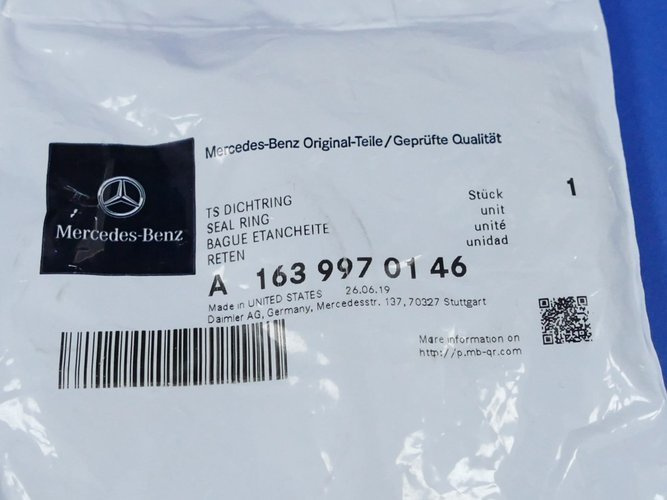 Mercedes-Benz Original-Teile/Geprüfte Qualität
Mercedes-Benz
TS DICHTRING
SEAL RING
BAGUE ETANCHEITE
RETEN
Stück
unit
unité
unidad
1
A 163 997 01 46
Made in UNITED STATES 26.06.19
Daimler AG, Germany, Mercedesstr. 137, 70327 Stuttgart
More information on
http://p.mb-qr.com